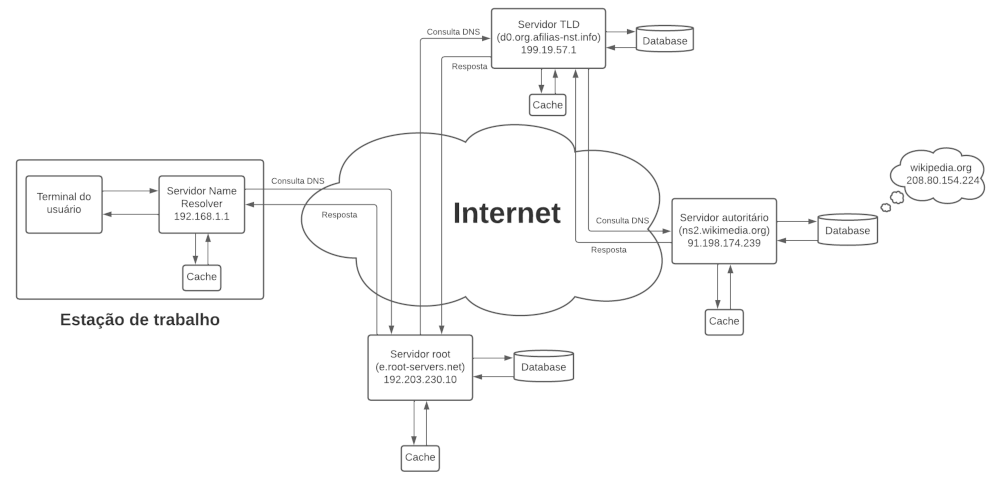 Servidor TLD
(d0.org.afilias-nst.info)
199.19.57.1
Database
Cache
Consulta DNS
Resposta
Terminal do
usuário
Servidor Name
Resolver
192.168.1.1
Cache
Estação de trabalho
Consulta DNS
Resposta
Internet
Consulta DNS
Resposta
wikipedia.org
208.80.154.224
Servidor autoritário
(ns2.wikimedia.org)
91.198.174.239
Database
Cache
Servidor root
(e.root-servers.net)
192.203.230.10
Database
Cache